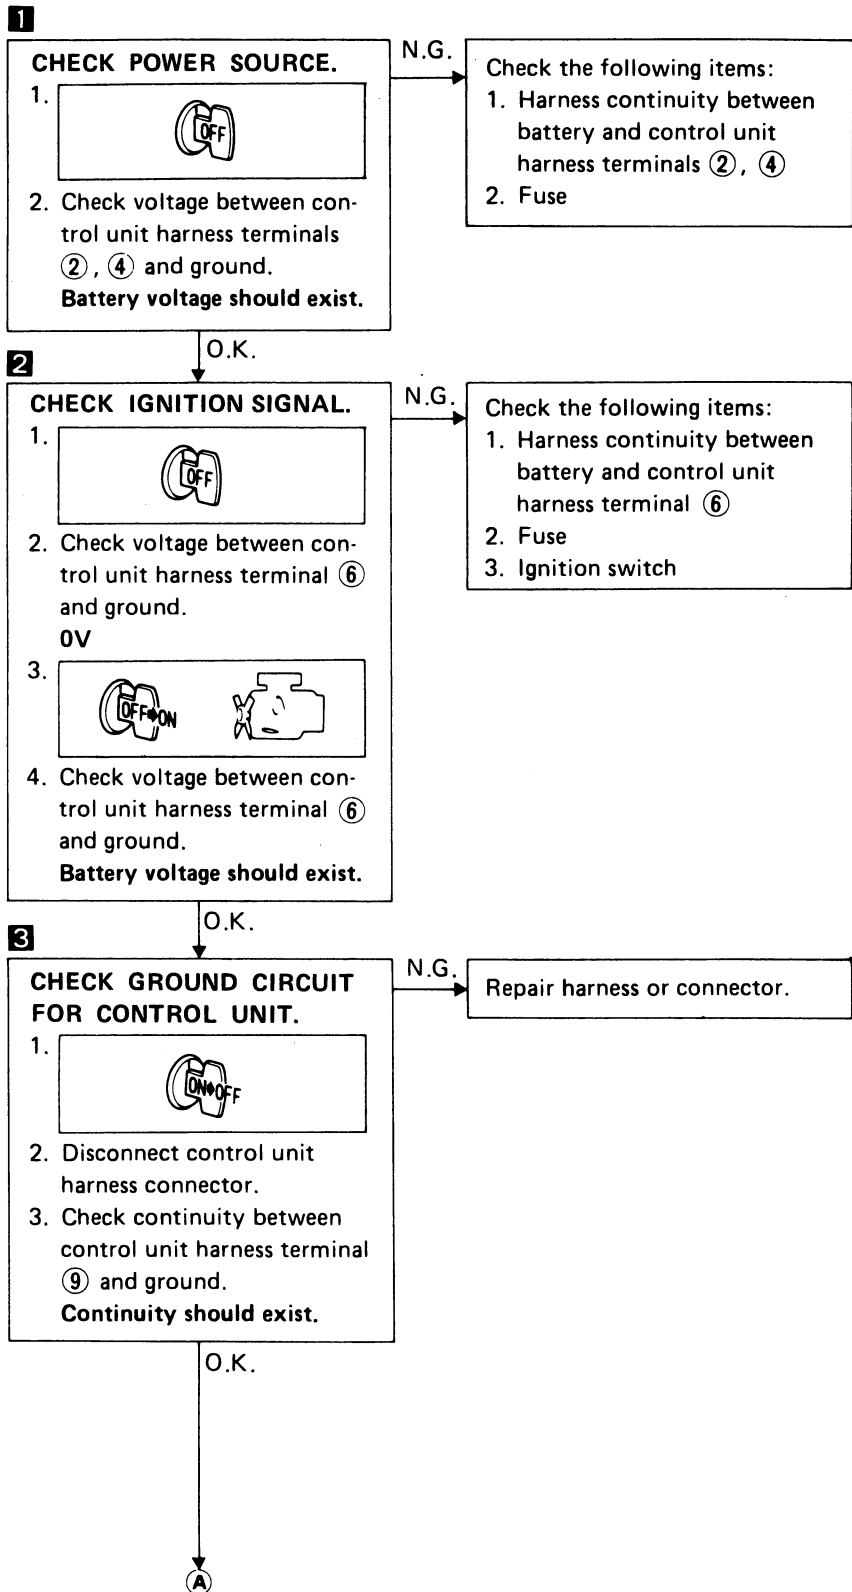 1
CHECK POWER SOURCE.
1.
OFF
2. Check voltage between con-
trol unit harness terminals
②, ④ and ground.
Battery voltage should exist.
N.G.
Check the following items:
1. Harness continuity between
battery and control unit
harness terminals ②, ④
2. Fuse
O.K.
2
CHECK IGNITION SIGNAL.
1.
OFF
2. Check voltage between con-
trol unit harness terminal ⑥
and ground.
0V
3.
OFF➧ON
4. Check voltage between con-
trol unit harness terminal ⑥
and ground.
Battery voltage should exist.
N.G.
Check the following items:
1. Harness continuity between
battery and control unit
harness terminal ⑥
2. Fuse
3. Ignition switch
O.K.
3
CHECK GROUND CIRCUIT
FOR CONTROL UNIT.
1.
ON➧OFF
2. Disconnect control unit
harness connector.
3. Check continuity between
control unit harness terminal
⑨ and ground.
Continuity should exist.
N.G.
Repair harness or connector.
O.K.
Ⓐ